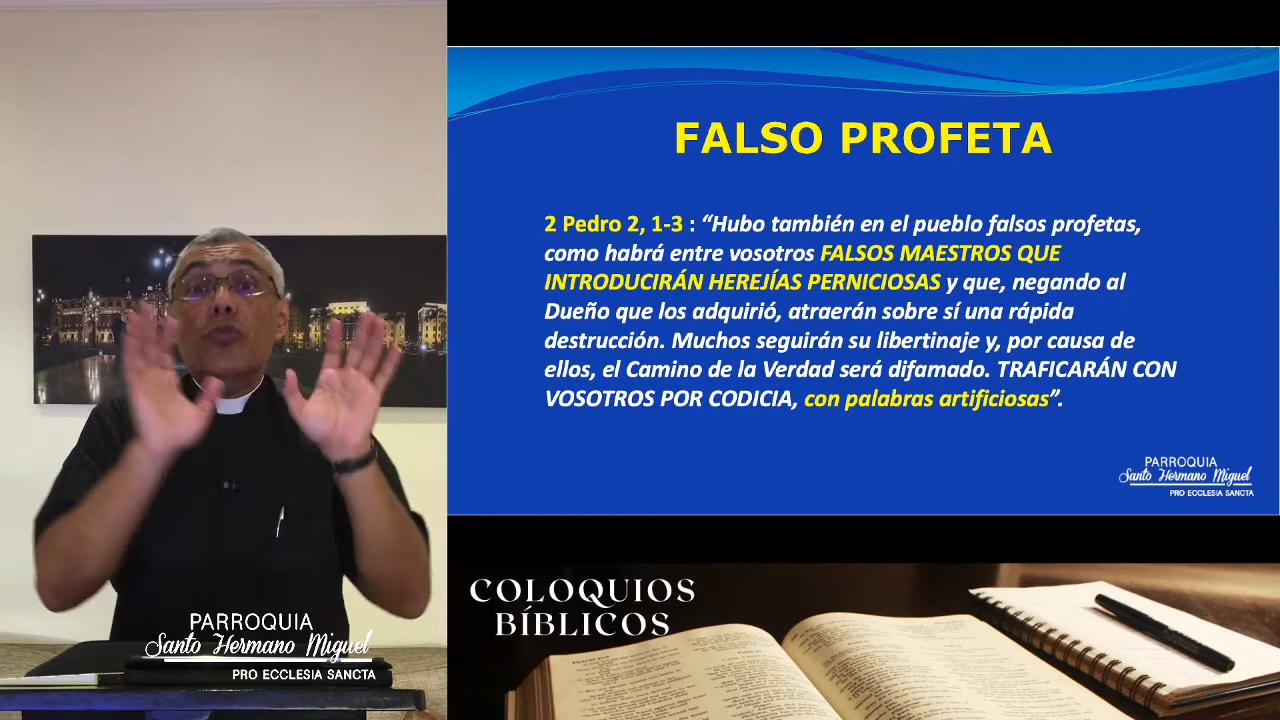 FALSO PROFETA
2 Pedro 2, 1-3 : “Hubo también en el pueblo falsos profetas,
como habrá entre vosotros FALSOS MAESTROS QUE
INTRODUCIRÁN HEREJÍAS PERNICIOSAS y que, negando al
Dueño que los adquirió, atraerán sobre sí una rápida
destrucción. Muchos seguirán su libertinaje y, por causa de
ellos, el Camino de la Verdad será difamado. TRAFICARÁN CON
VOSOTROS POR CODICIA, con palabras artificiosas”.
PARROQUIA
Santo Hermano Miguel
PRO ECCLESIA SANCTA
PARROQUIA
Santo Hermano Miguel
PRO ECCLESIA SANCTA
COLOQUIOS
BÍBLICOS